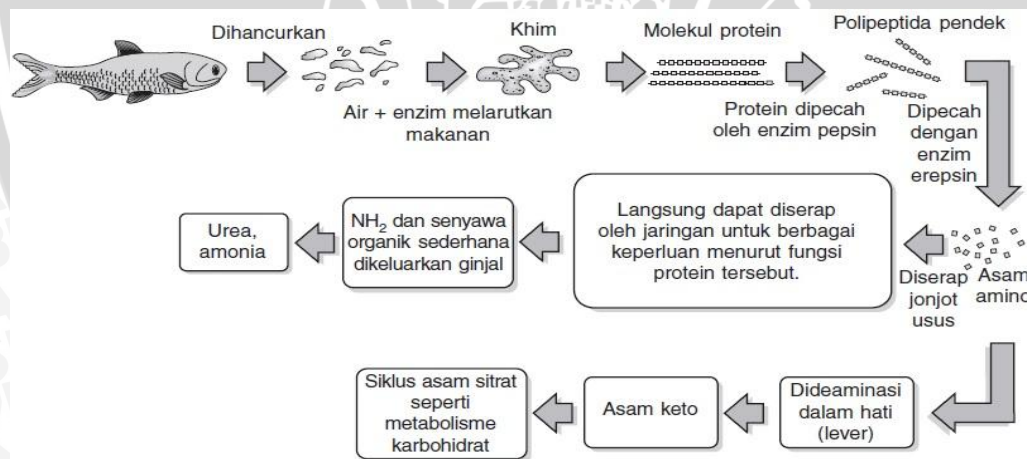 Dihancurkan
Khim
Molekul protein
Polipeptida pendek
Air + enzim melarutkan
makanan
Protein dipecah
oleh enzim pepsin
Dipecah
dengan
enzim
erepsin
Urea,
amonia
NH₂ dan senyawa
organik sederhana
dikeluarkan ginjal
Langsung dapat diserap
oleh jaringan untuk berbagai
keperluan menurut fungsi
protein tersebut.
Diserap
jonjot
usus
Asam
amino
Siklus asam sitrat
seperti
metabolisme
karbohidrat
Asam keto
Dideaminasi
dalam hati
(lever)